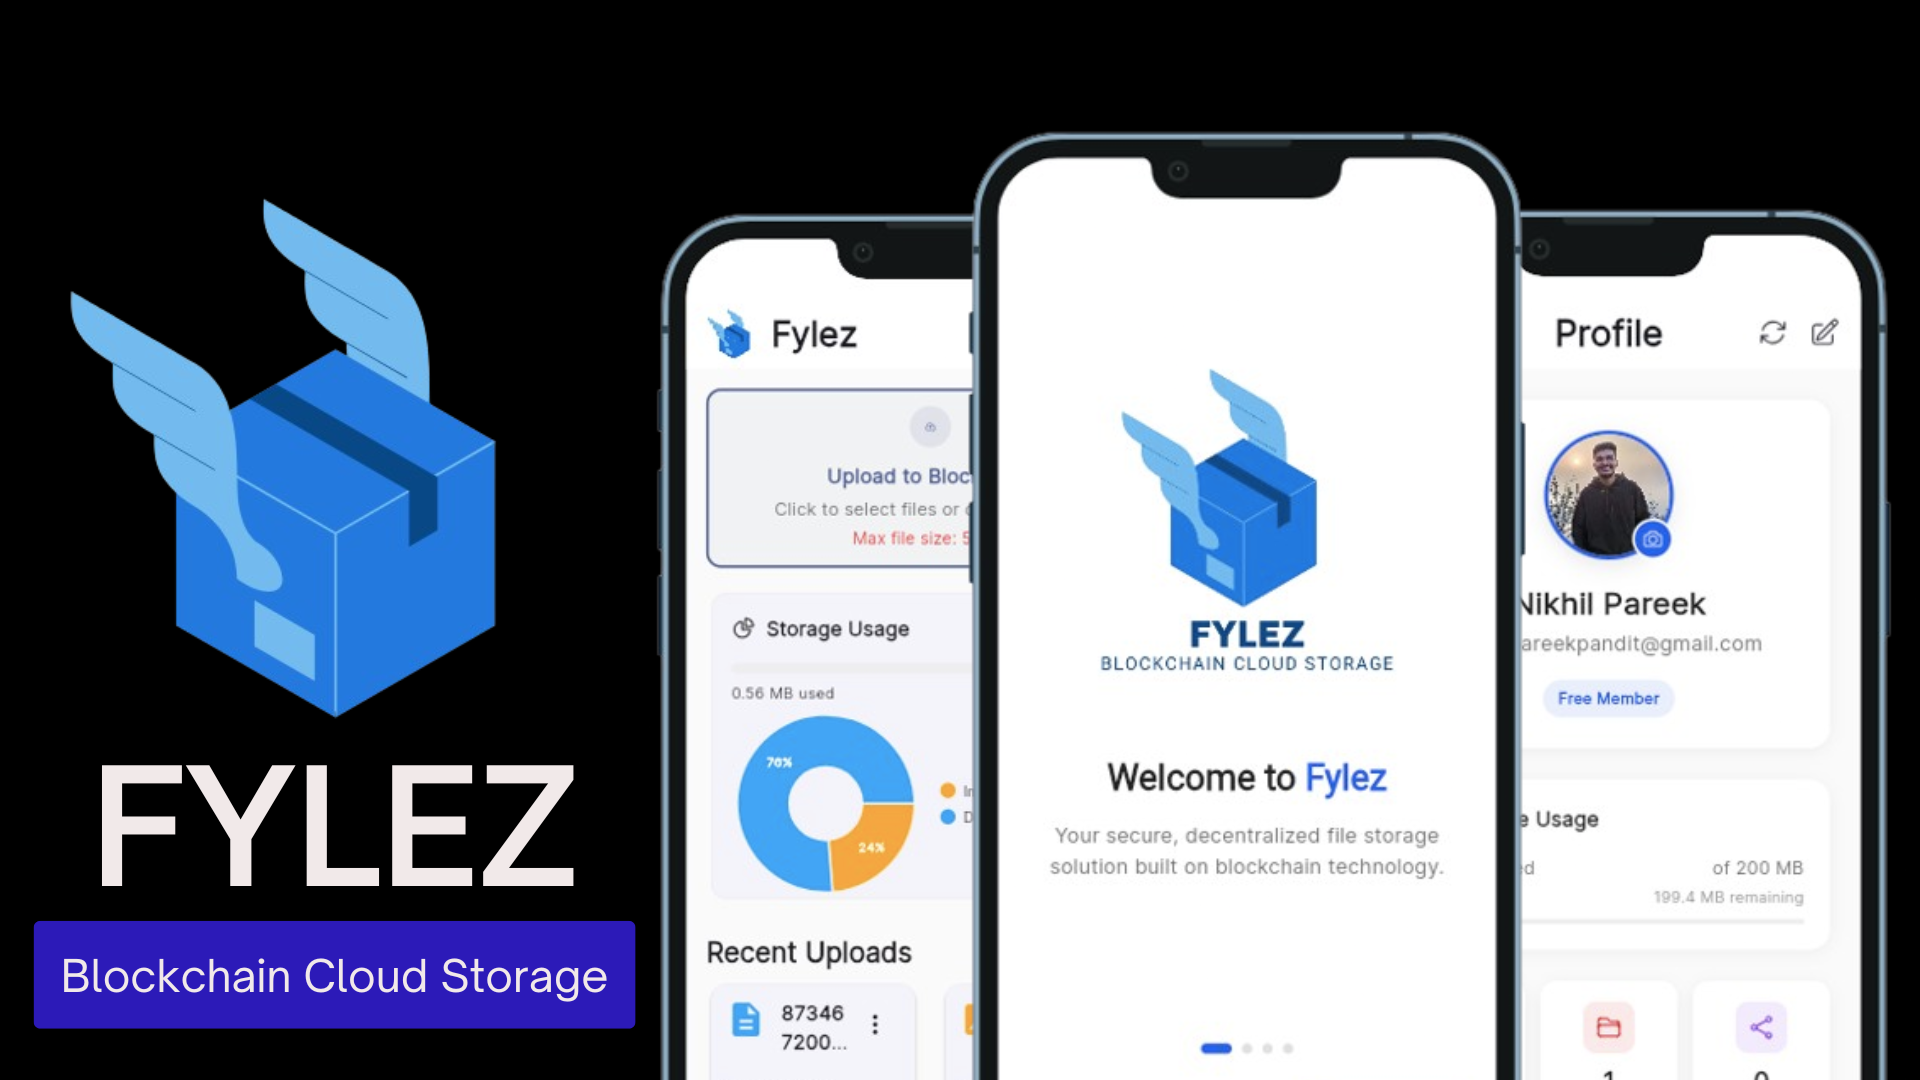 FYLEZ
Blockchain Cloud Storage
Fylez
Upload to Bloc
Click to select files or
Max file size: 5
Storage Usage
0.56 MB used
76%
24%
Recent Uploads
87346
7200...
FYLEZ
BLOCKCHAIN CLOUD STORAGE
Welcome to Fylez
Your secure, decentralized file storage
solution built on blockchain technology.
Profile
Nikhil Pareek
areekpandit@gmail.com
Free Member
e Usage
ed of 200 MB
199.4 MB remaining